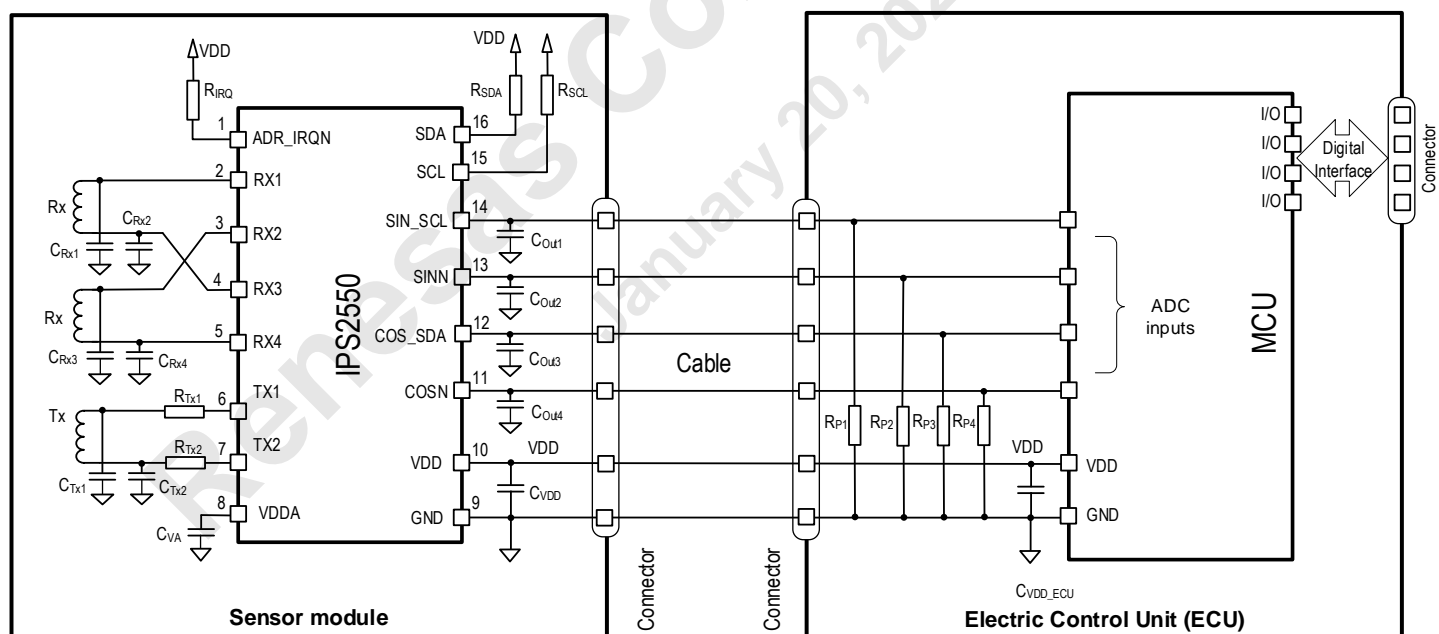 VDD
RIRQ
1
ADR_IRQN
2
RX1
Rx
CRx1
CRx2
3
RX2
4
RX3
Rx
5
RX4
CRx3
CRx4
TX1
6
RTx1
Tx
TX2
7
RTx2
CTx1
CTx2
8
VDDA
CVA
IPS2550
VDD
RSDA
RSCL
16
SDA
15
SCL
14
SIN_SCL
COut1
13
SINN
COut2
12
COS_SDA
COut3
11
COSN
COut4
10
VDD
VDD
CVDD
9
GND
Sensor module
Connector
Cable
Connector
RP1
RP2
RP3
RP4
VDD
CVDD_ECU
ADC
inputs
VDD
GND
MCU
I/O
I/O
I/O
I/O
Digital
Interface
Connector
Electric Control Unit (ECU)
Renesas
January 20,